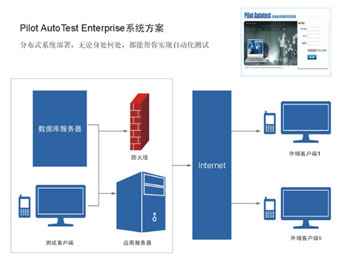 Pilot AutoTest Enterprise系统方案
分布式系统部署，无论身处何处，都能帮你实现自动化测试
Pilot Autotest
数据库服务器
防火墙
Internet
外场客户端1
测试客户端
应用服务器
外场客户端N